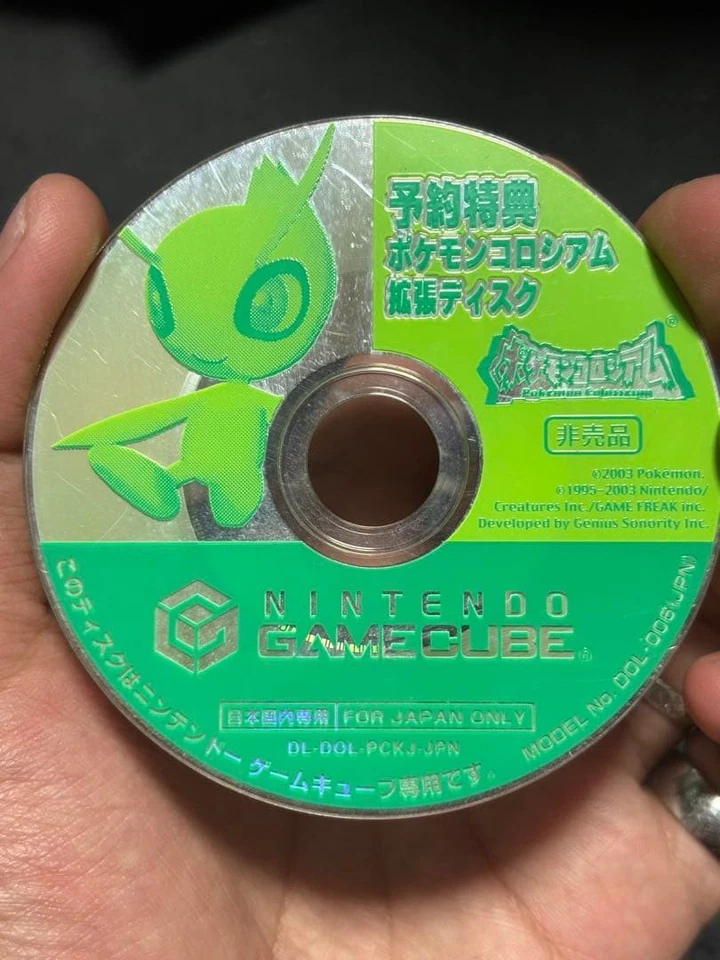 予約特典
ポケモンコロシアム
拡張ディスク
ポケモンコロシアム®
Pokémon Colosseum
非売品
©2003 Pokémon.
©1995-2003 Nintendo/
Creatures Inc./GAME FREAK inc.
Developed by Genius Sonority Inc.
NINTENDO
GAMECUBE®
日本国内専用 FOR JAPAN ONLY
DL-DOL-PCKJ-JPN
このディスクはニンテンドー ゲームキューブ専用です。
MODEL No. DOL-006(JPN)